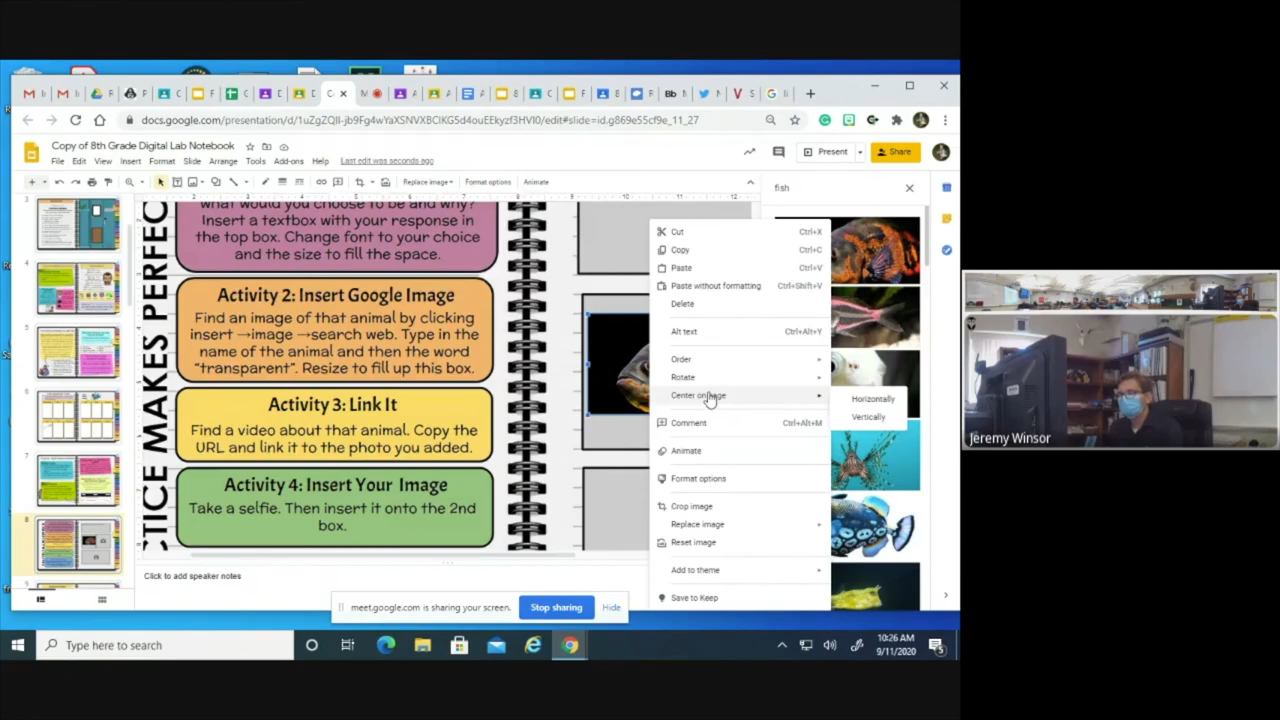 docs.google.com/presentation/d/1uZgZQII-jb9Fg4wYaXSNVXBCIKG5d4ouEEkyzf3HVI0/edit#slide=id.g869e55cf9e_11_27
Copy of 8th Grade Digital Lab Notebook
File Edit View Insert Format Slide Arrange Tools Add-ons Help Last edit was seconds ago
Present
Share
Replace image
Format options
Animate
fish
what would you choose to be and why?
Insert a textbox with your response in
the top box. Change font to your choice
and the size to fill the space.
Activity 2: Insert Google Image
Find an image of that animal by clicking
insert →image →search web. Type in the
name of the animal and then the word
"transparent". Resize to fill up this box.
Activity 3: Link It
Find a video about that animal. Copy the
URL and link it to the photo you added.
Activity 4: Insert Your Image
Take a selfie. Then insert it onto the 2nd
box.
CTICE MAKES PERFEC
Cut Ctrl+X
Copy Ctrl+C
Paste Ctrl+V
Paste without formatting Ctrl+Shift+V
Delete
Alt text Ctrl+Alt+Y
Order
Rotate
Center on page
Horizontally
Vertically
Comment Ctrl+Alt+M
Animate
Format options
Crop image
Replace image
Reset image
Add to theme
Save to Keep
Click to add speaker notes
meet.google.com is sharing your screen.
Stop sharing
Hide
Type here to search
10:26 AM
9/11/2020
Jeremy Winsor